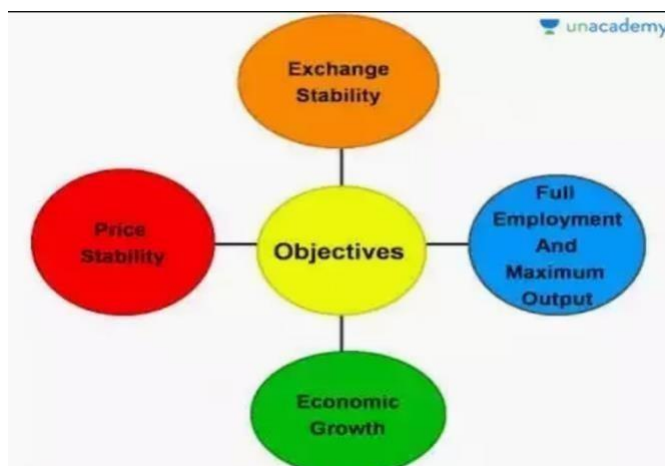 unacademy
Exchange
Stability
Price
Stability
Objectives
Full
Employment
And
Maximum
Output
Economic
Growth